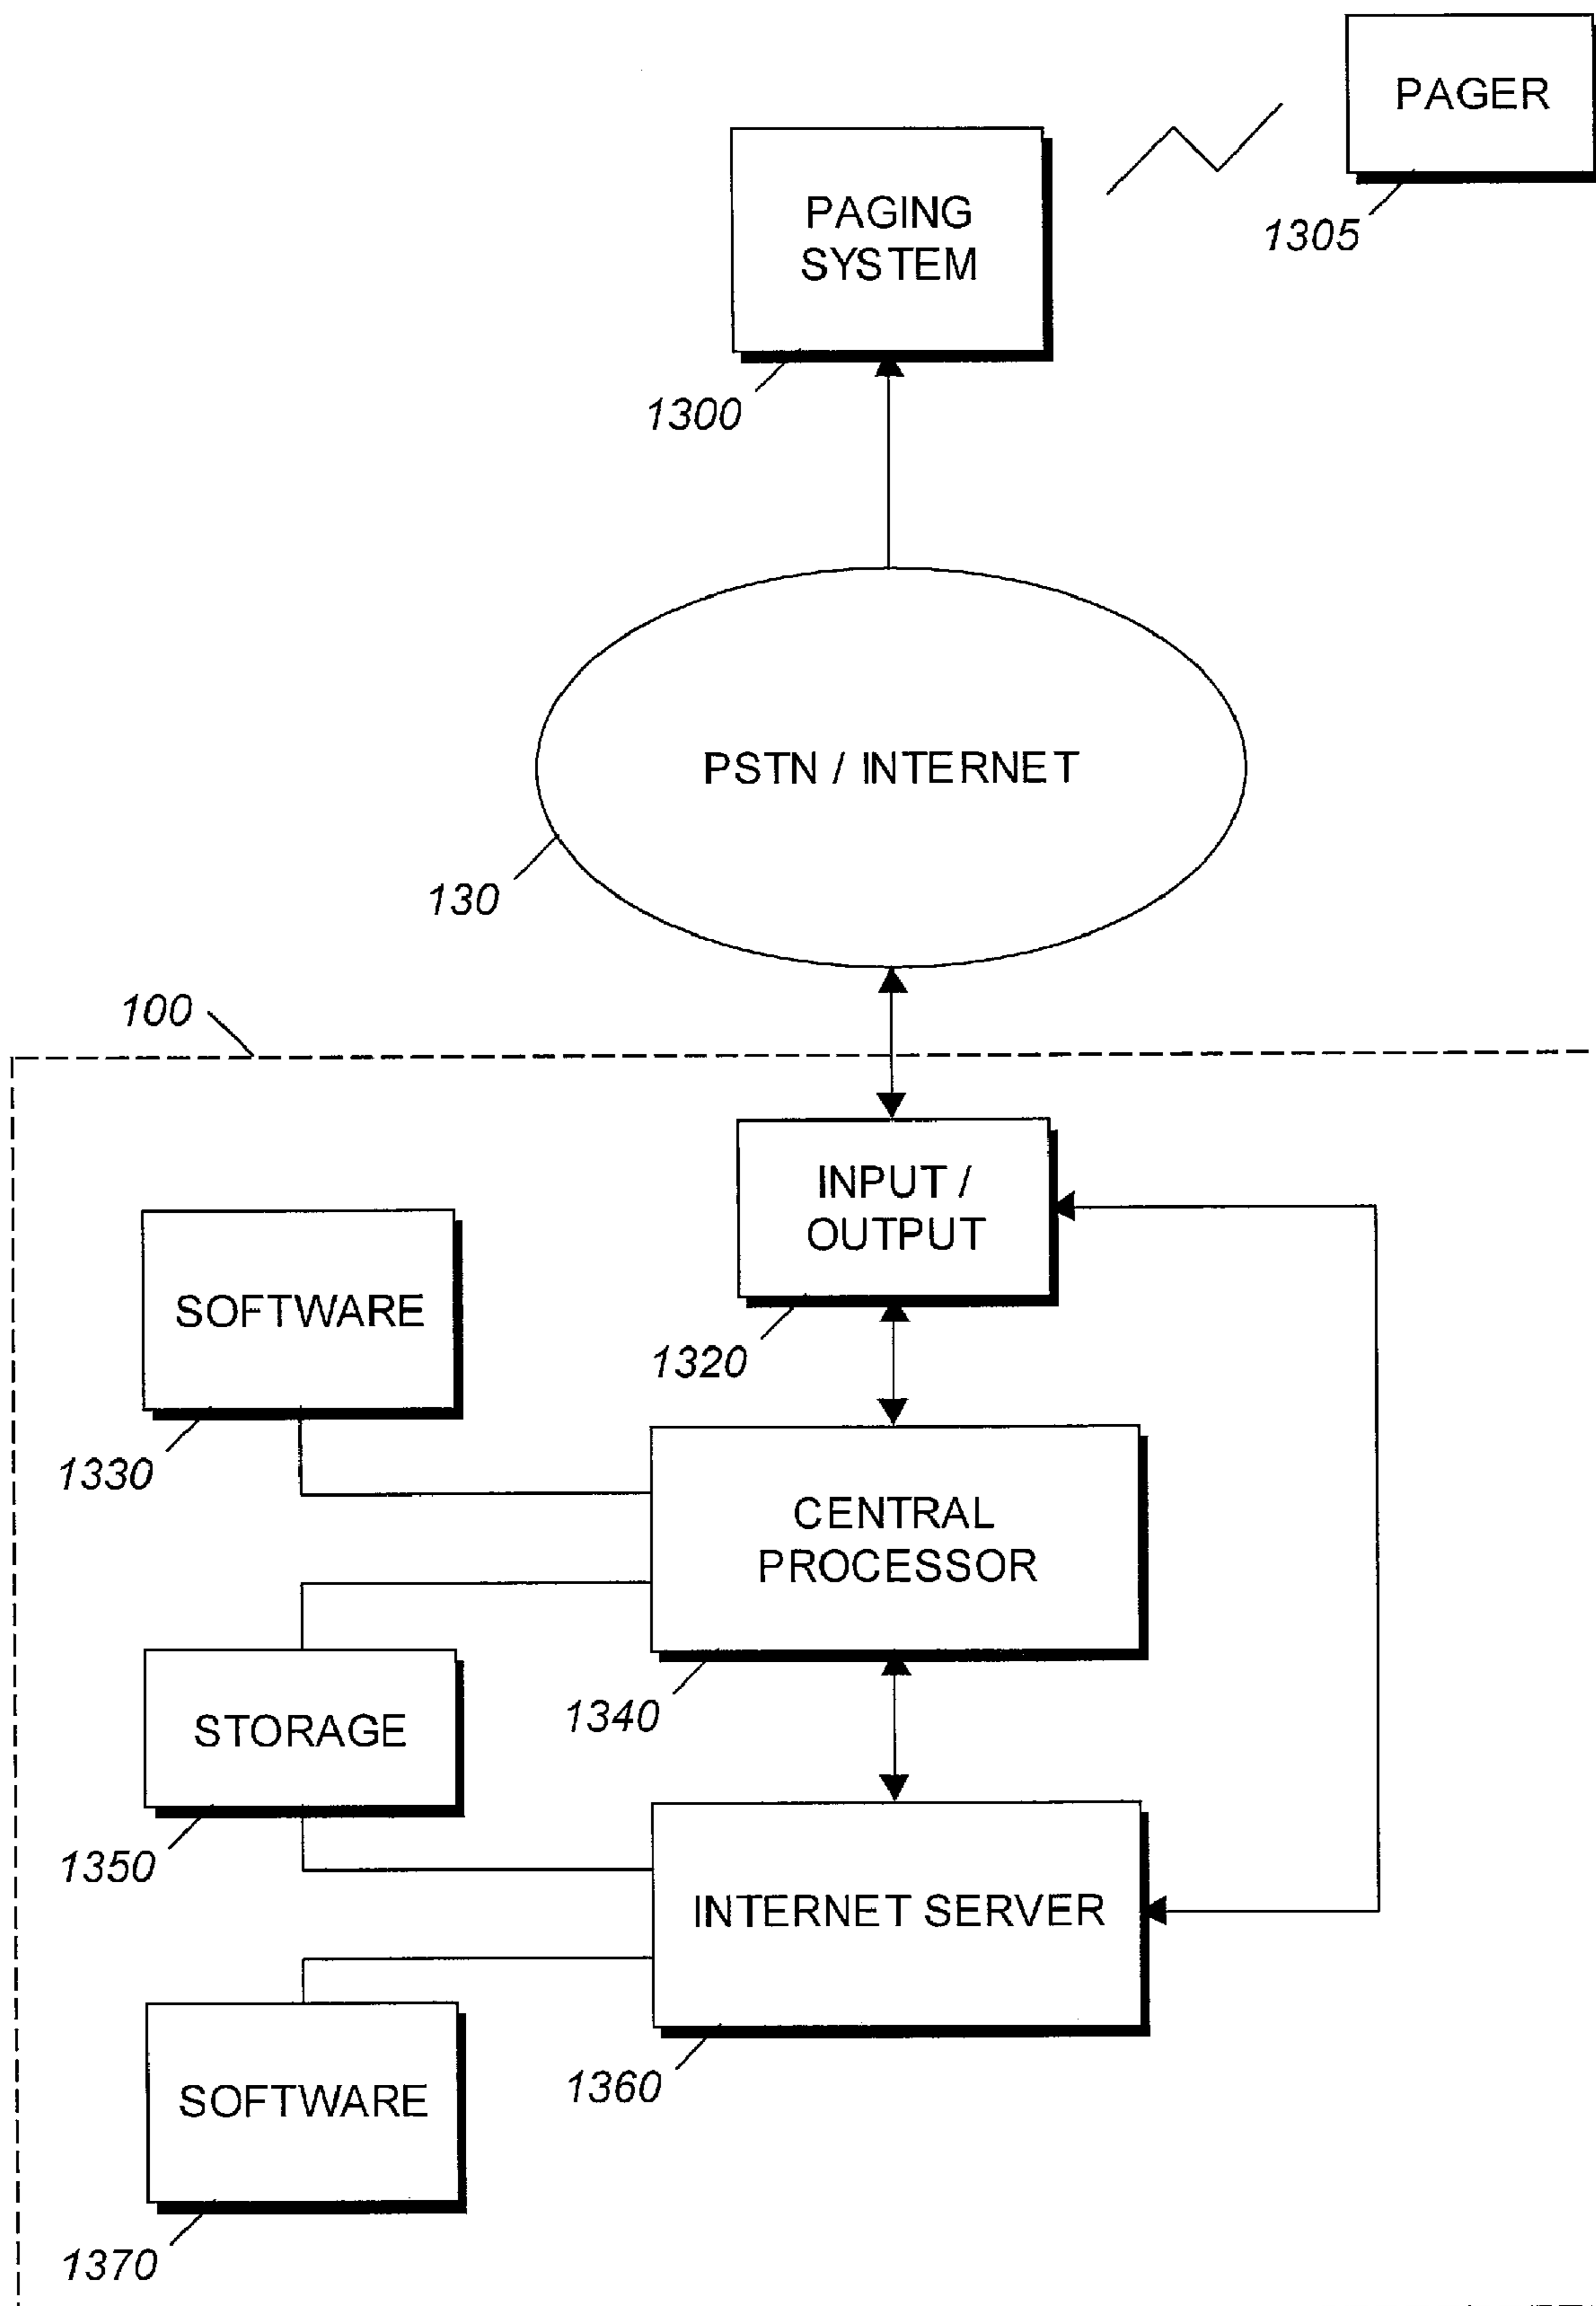 PAGER
1305
PAGING
SYSTEM
1300
PSTN / INTERNET
130
100
INPUT /
OUTPUT
1320
SOFTWARE
1330
CENTRAL
PROCESSOR
1340
STORAGE
1350
INTERNET SERVER
1360
SOFTWARE
1370